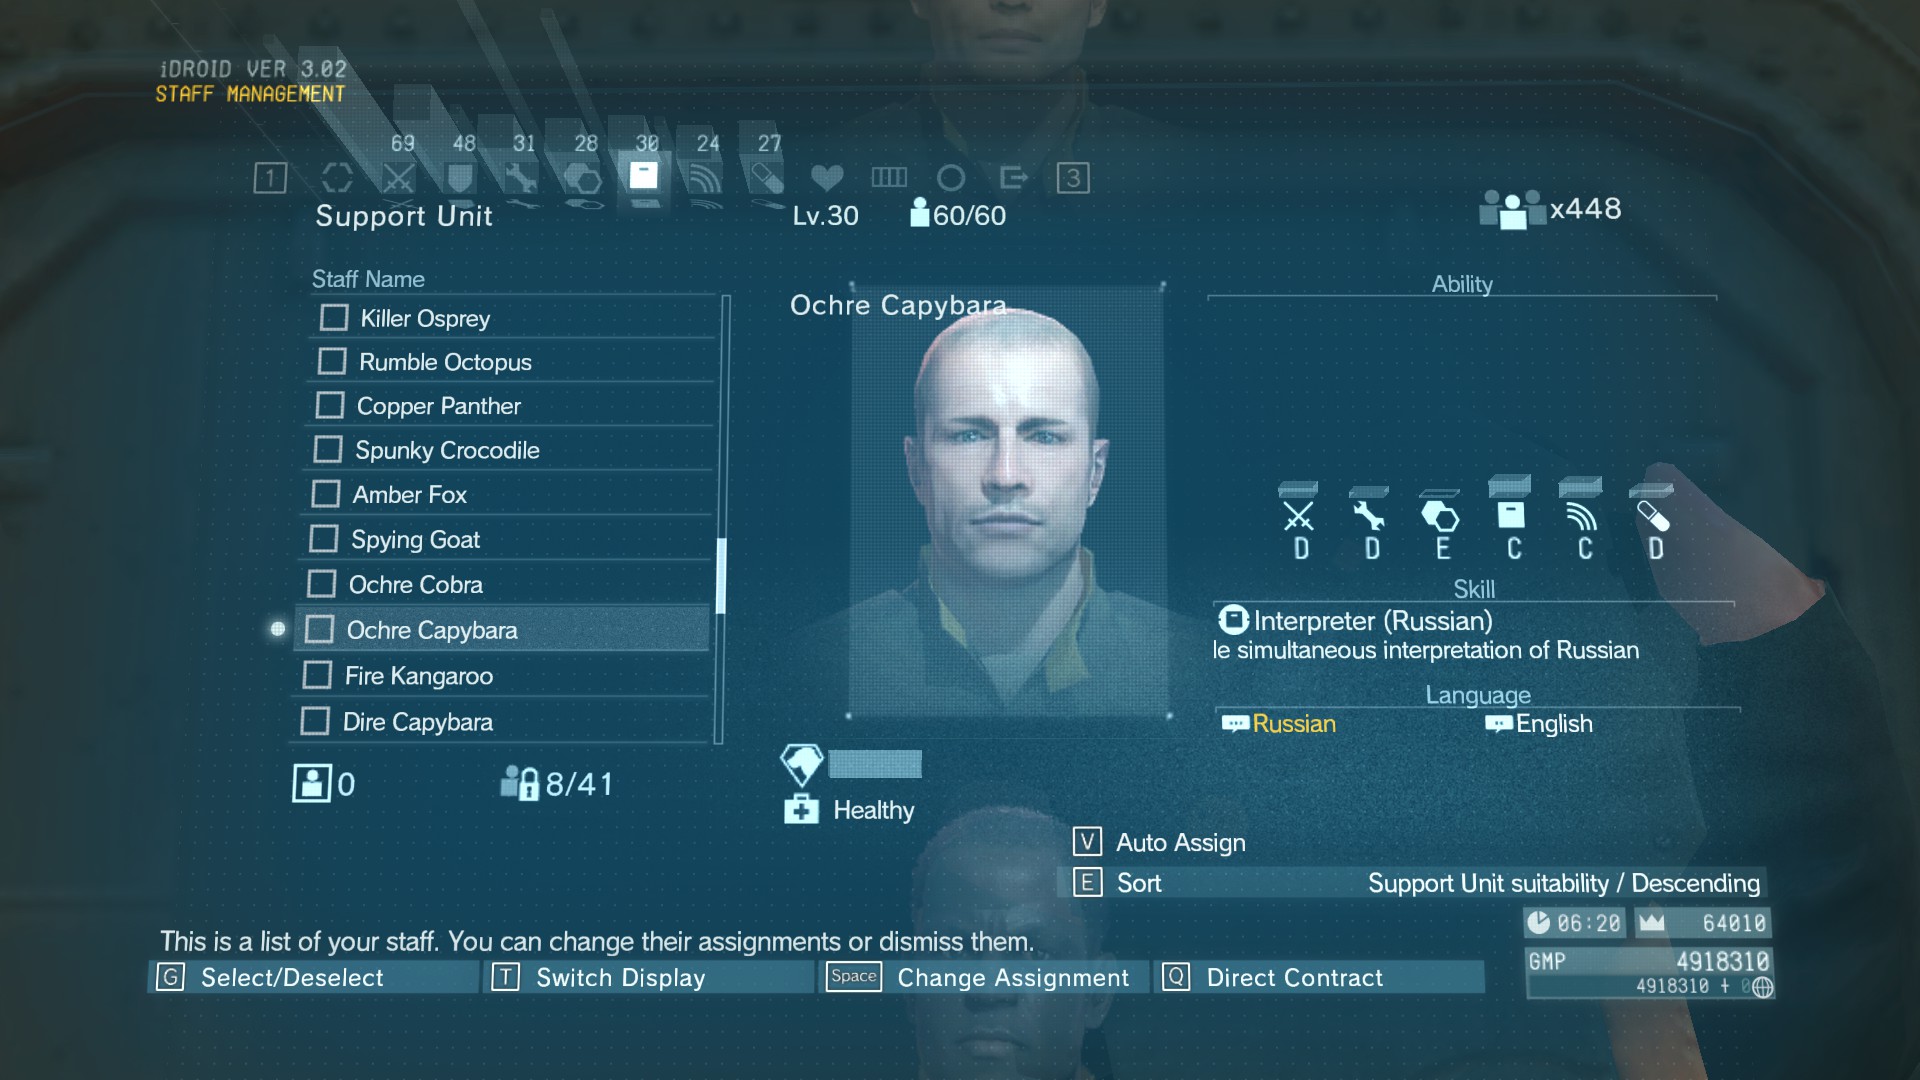 iDROID VER 3.02
STAFF MANAGEMENT
69 48 31 28 30 24 27
1 3
Support Unit Lv.30 60/60 x448
Staff Name
Killer Osprey
Rumble Octopus
Copper Panther
Spunky Crocodile
Amber Fox
Spying Goat
Ochre Cobra
Ochre Capybara
Fire Kangaroo
Dire Capybara
0 8/41
Ochre Capybara
Healthy
Ability
D D E C C D
Skill
Interpreter (Russian)
le simultaneous interpretation of Russian
Language
Russian English
V Auto Assign
E Sort Support Unit suitability / Descending
06:20 64010
GMP 4918310
4918310 + 0
This is a list of your staff. You can change their assignments or dismiss them.
G Select/Deselect T Switch Display Space Change Assignment Q Direct Contract